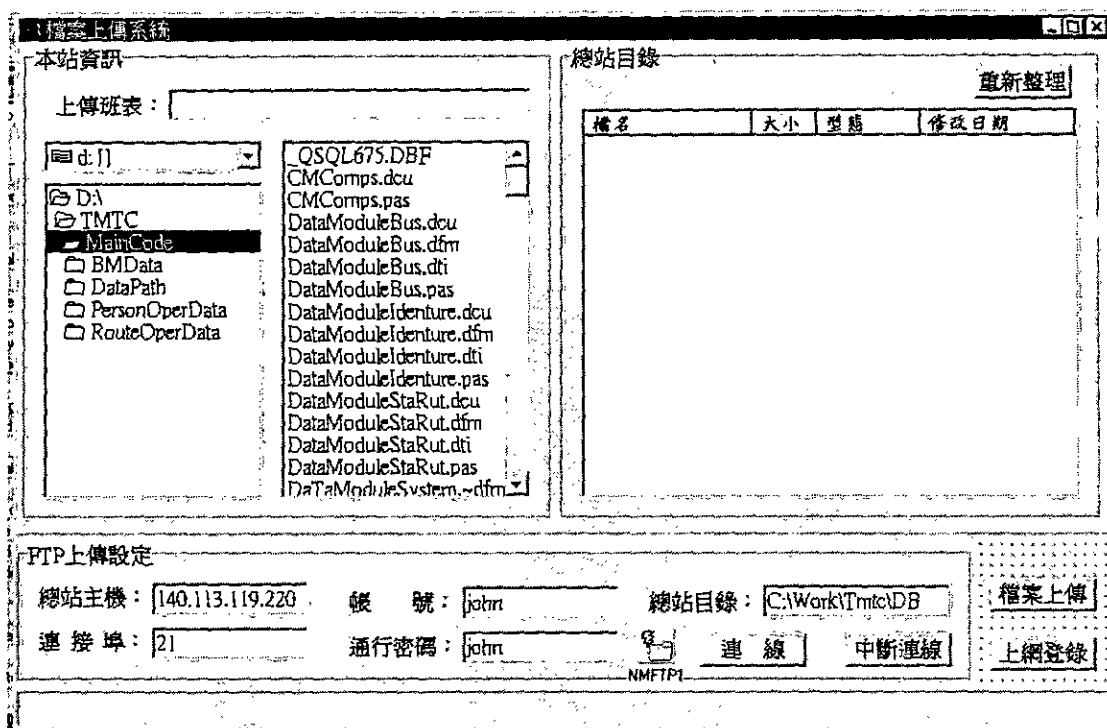 檔案上傳系統
本站資訊
上傳班表：
d: []
D:\
TMTC
MainCode
BMData
DataPath
PersonOperData
RouteOperData
_QSQL675.DBF
CMComps.dcu
CMComps.pas
DataModuleBus.dcu
DataModuleBus.dfm
DataModuleBus.dti
DataModuleBus.pas
DataModuleIdenture.dcu
DataModuleIdenture.dfm
DataModuleIdenture.dti
DataModuleIdenture.pas
DataModuleStaRut.dcu
DataModuleStaRut.dfm
DataModuleStaRut.dti
DataModuleStaRut.pas
DaTaModuleSystem.~dfm
總站目錄
重新整理
檔名 大小 型態 修改日期
FTP上傳設定
總站主機： 140.113.119.220 帳 號： john 總站目錄： C:\Work\Tmtc\DB 檔案上傳
連接埠： 21 通行密碼： john 連 線 中斷連線 上網登錄
NMFTP1